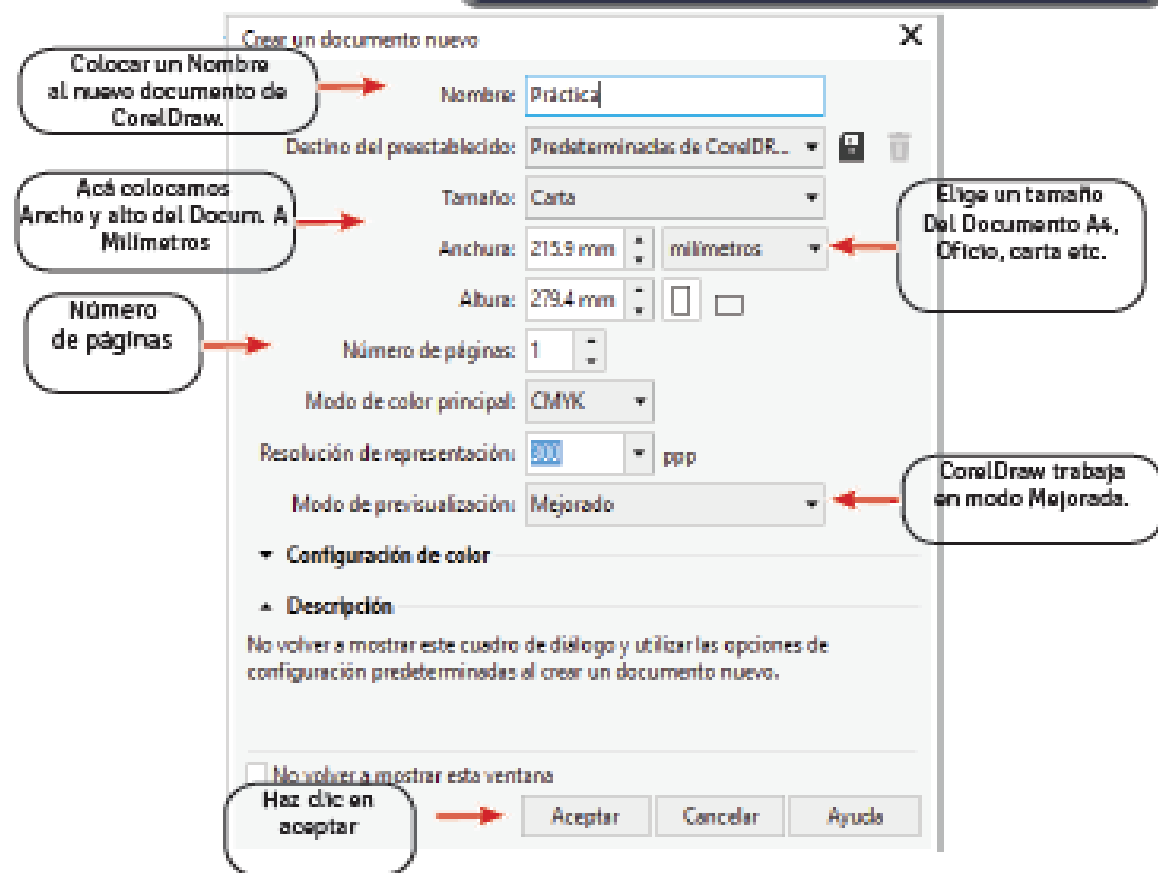 Crear un documento nuevo
Colocar un Nombre
al nuevo documento de
CorelDraw.
Nombre: Práctica
Destino del preestablecido: Predeterminadas de CorelDR...
Acá colocamos
Ancho y alto del Docum. A
Milímetros
Tamaño: Carta
Elige un tamaño
Del Documento A4,
Oficio, carta etc.
Anchura: 215.9 mm milímetros
Altura: 279.4 mm
Número
de páginas
Número de páginas: 1
Modo de color principal: CMYK
Resolución de representación: 300 ppp
CorelDraw trabaja
en modo Mejorada.
Modo de previsualización: Mejorado
Configuración de color
Descripción
No volver a mostrar este cuadro de diálogo y utilizar las opciones de
configuración predeterminadas al crear un documento nuevo.
No volver a mostrar esta ventana
Haz clic en
aceptar
Aceptar Cancelar Ayuda